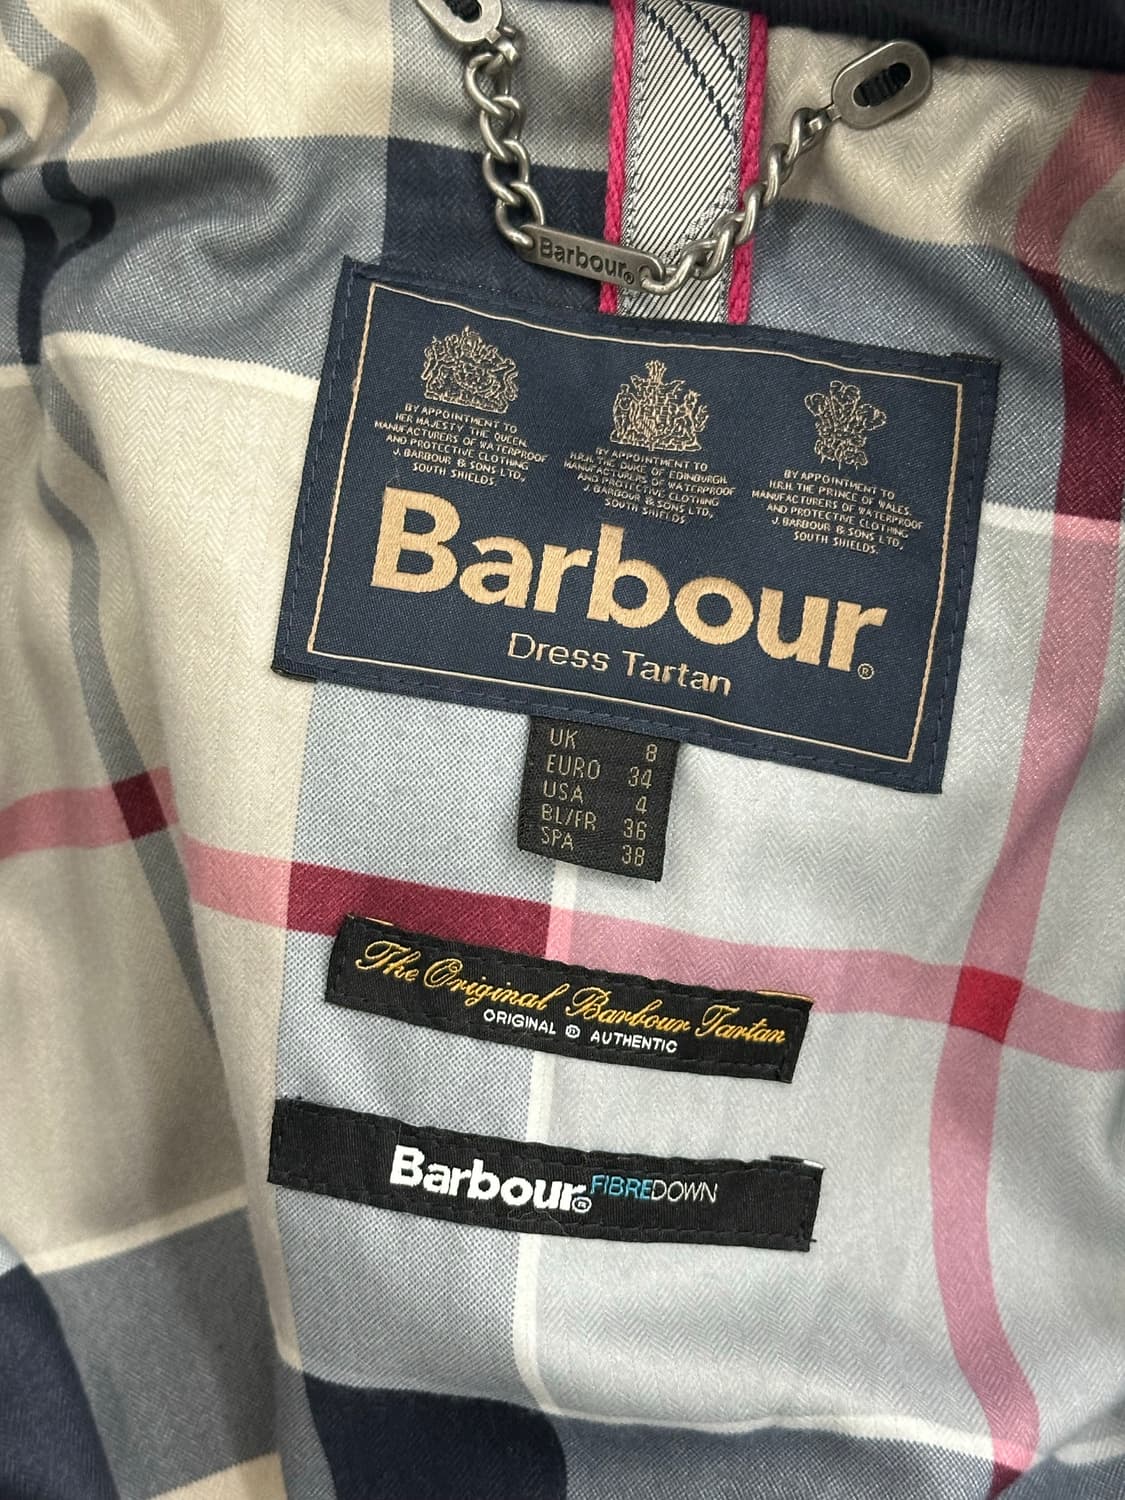 Barbour®
BY APPOINTMENT TO
HER MAJESTY THE QUEEN,
MANUFACTURERS OF WATERPROOF
AND PROTECTIVE CLOTHING
J. BARBOUR & SONS LTD.,
SOUTH SHIELDS.
BY APPOINTMENT TO
H.R.H. THE DUKE OF EDINBURGH,
MANUFACTURERS OF WATERPROOF
AND PROTECTIVE CLOTHING
J. BARBOUR & SONS LTD,
SOUTH SHIELDS
BY APPOINTMENT TO
H.R.H. THE PRINCE OF WALES,
MANUFACTURERS OF WATERPROOF
AND PROTECTIVE CLOTHING
J. BARBOUR & SONS LTD,
SOUTH SHIELDS.
Barbour®
Dress Tartan
UK 8
EURO 34
USA 4
BL/FR 36
SPA 38
The Original Barbour Tartan
ORIGINAL ® AUTHENTIC
Barbour® FIBREDOWN